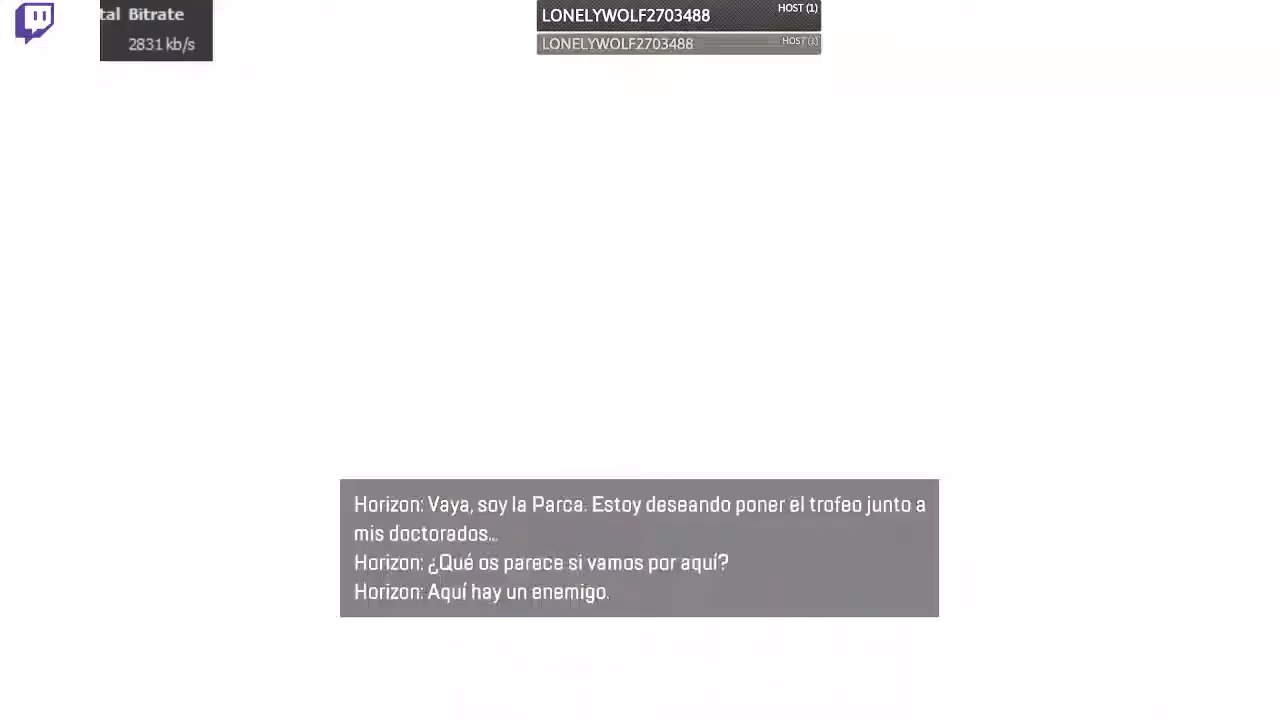 tal Bitrate
2831 kb/s
LONELYWOLF2703488 HOST (1)
LONELYWOLF2703488 HOST (1)
Horizon: Vaya, soy la Parca. Estoy deseando poner el trofeo junto a
mis doctorados...
Horizon: ¿Qué os parece si vamos por aquí?
Horizon: Aquí hay un enemigo.